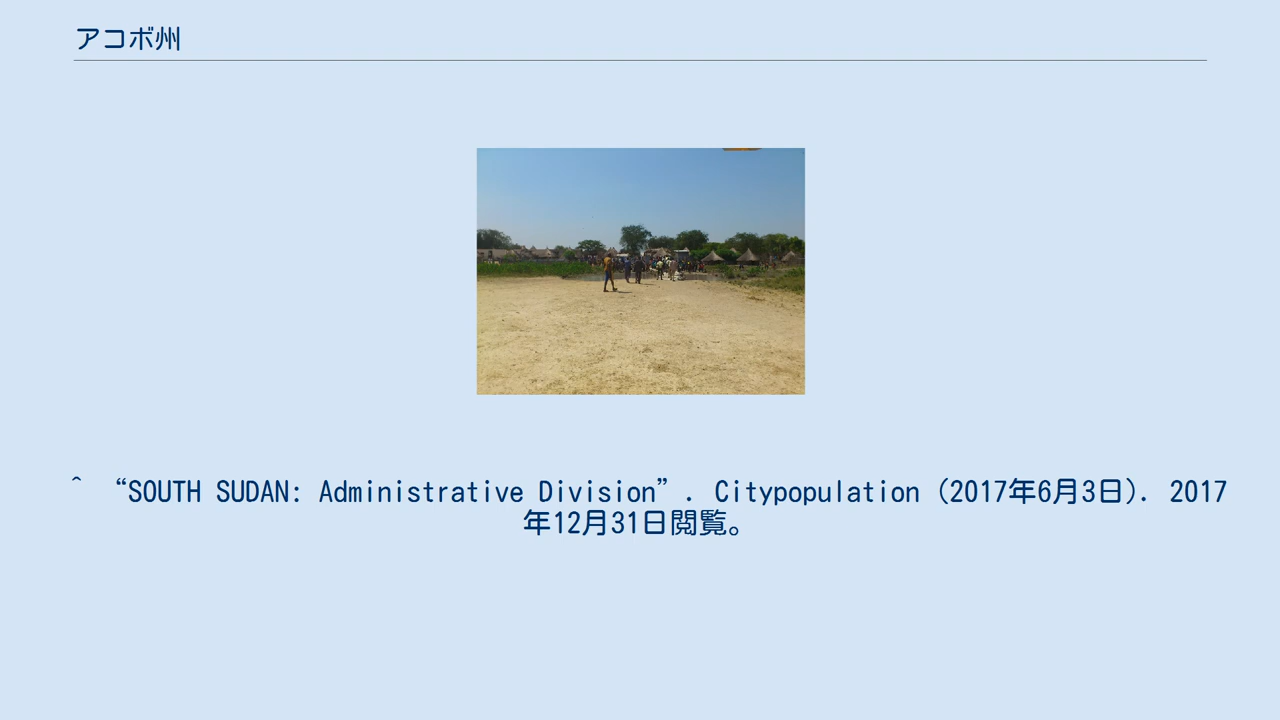 アコボ州
^ “SOUTH SUDAN: Administrative Division”. Citypopulation (2017年6月3日). 2017
年12月31日閲覧。